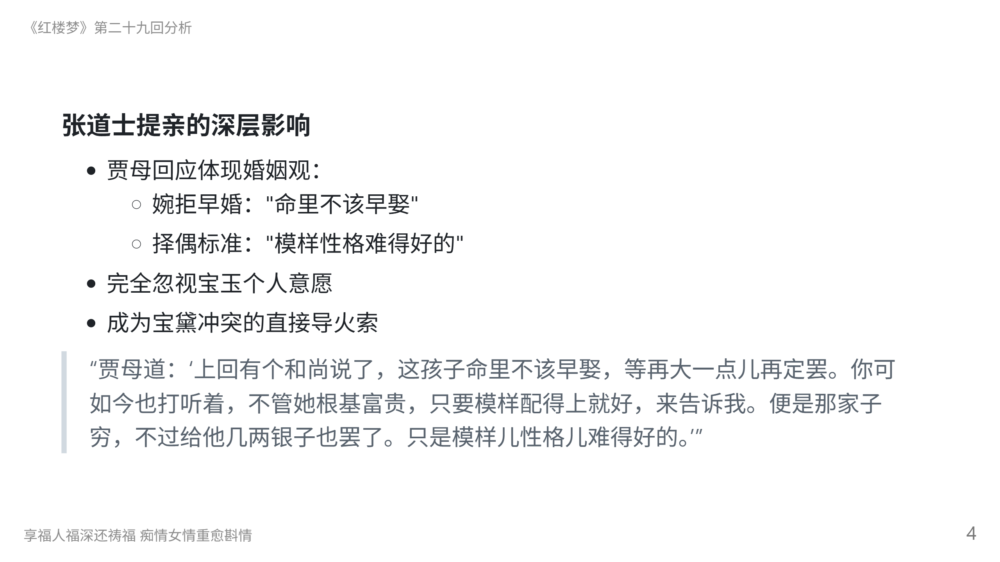 《红楼梦》第二十九回分析
张道士提亲的深层影响
贾母回应体现婚姻观：
婉拒早婚："命里不该早娶"
择偶标准："模样性格难得好的"
完全忽视宝玉个人意愿
成为宝黛冲突的直接导火索
“贾母道：‘上回有个和尚说了，这孩子命里不该早娶，等再大一点儿再定罢。你可
如今也打听着，不管她根基富贵，只要模样配得上就好，来告诉我。便是那家子
穷，不过给他几两银子也罢了。只是模样儿性格儿难得好的。’”
享福人福深还祷福 痴情女情重愈斟情
4